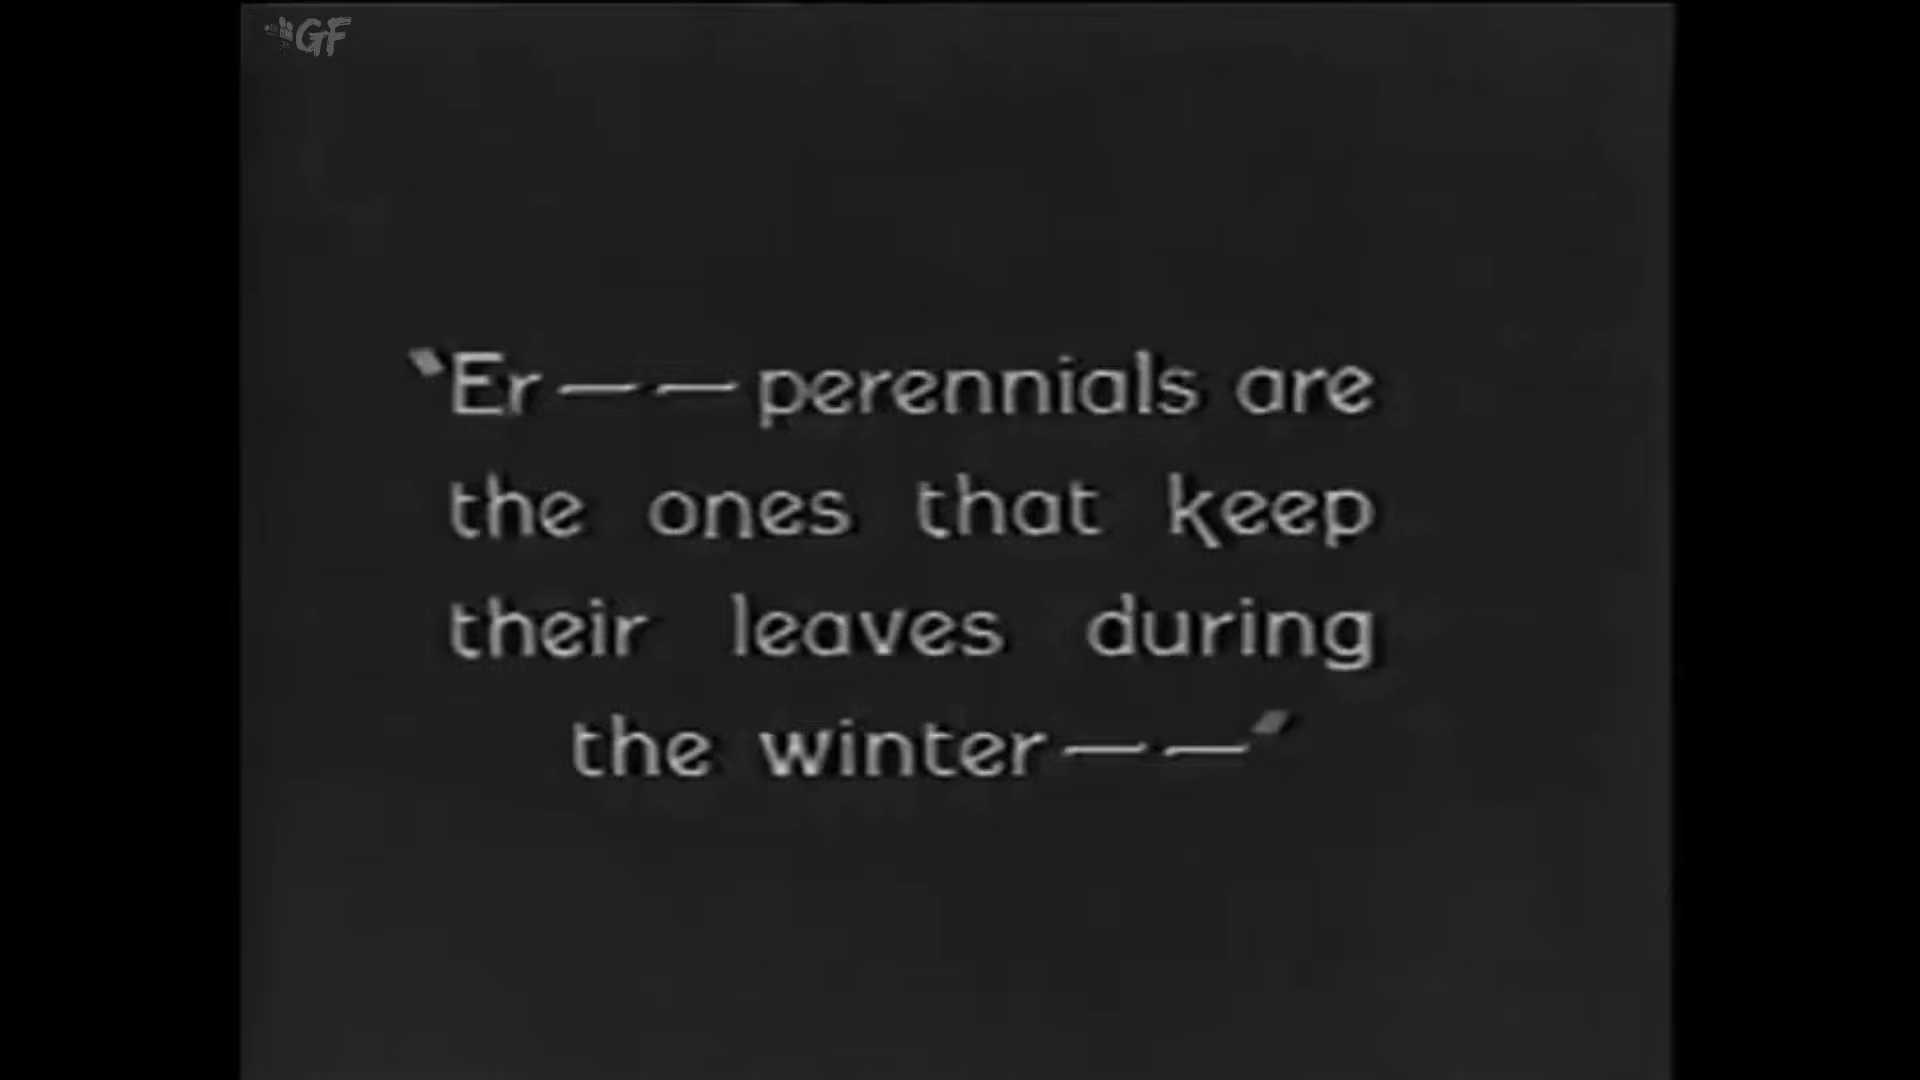 GF
"Er — — perennials are
the ones that keep
their leaves during
the winter — —"